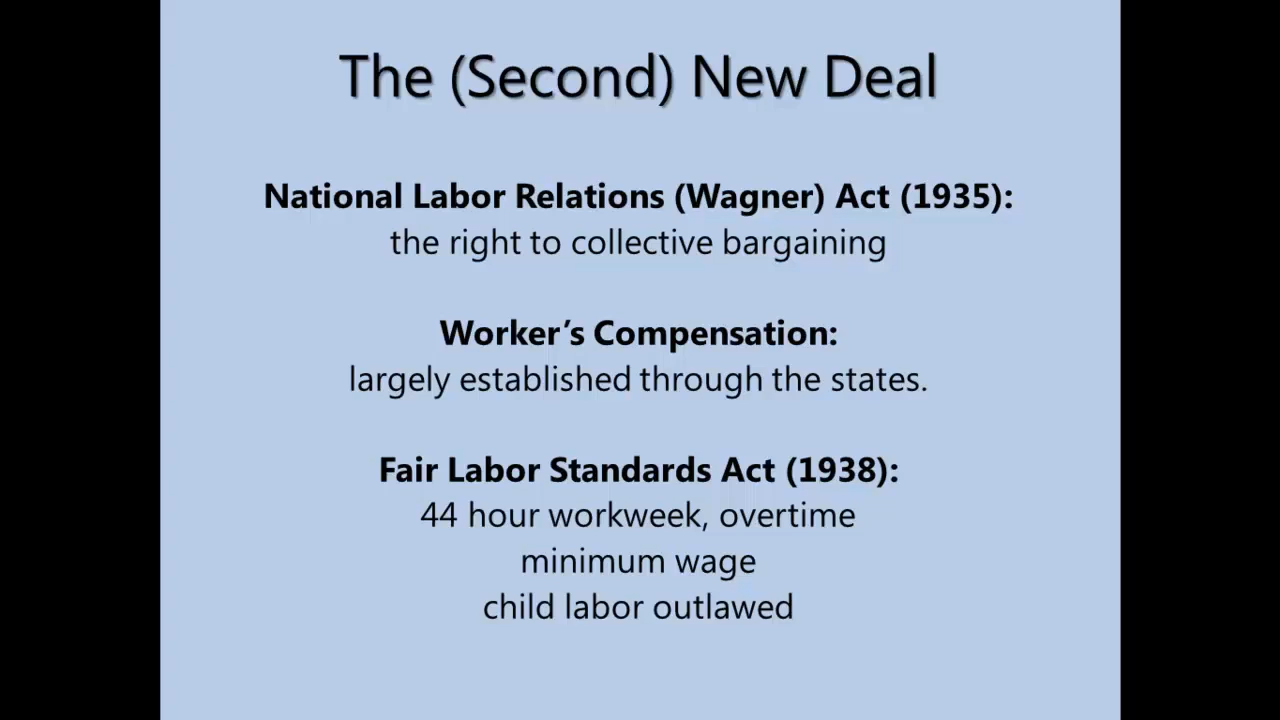 The (Second) New Deal
National Labor Relations (Wagner) Act (1935):
the right to collective bargaining
Worker’s Compensation:
largely established through the states.
Fair Labor Standards Act (1938):
44 hour workweek, overtime
minimum wage
child labor outlawed